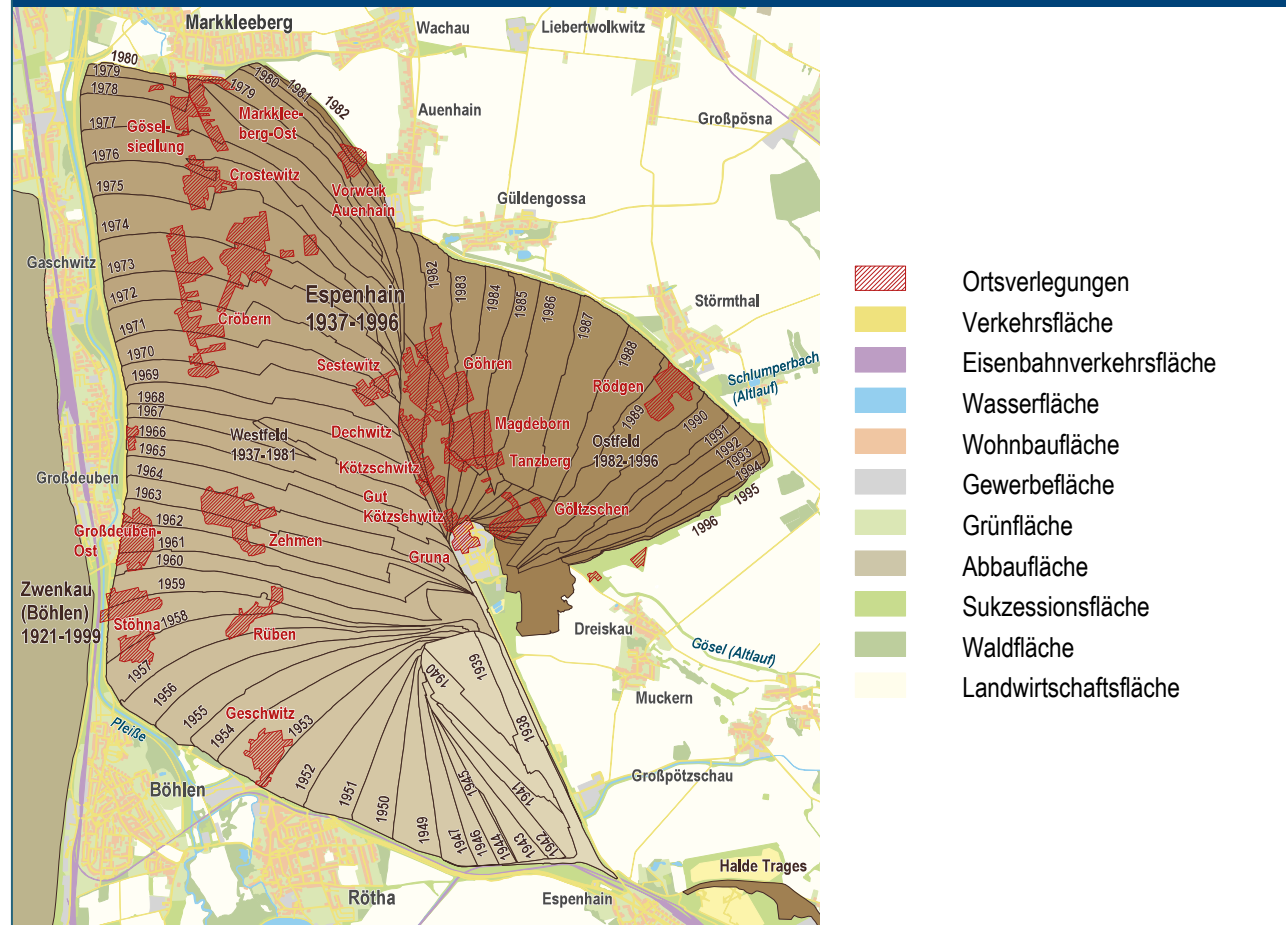 Markkleeberg
Wachau
Liebertwolkwitz
1980
1979
1978
1977
1976
1975
1974
1973
1972
1971
1970
1969
1968
1967
1966
1965
1964
1963
1962
1961
1960
1959
1958
1957
1956
1955
1954
1953
1952
1951
1950
1949
1947
1946
1945
1944
1943
1942
1941
1940
1939
1938
1979
1980
1981
1982
Gösel-
siedlung
Markklee-
berg-Ost
Crostewitz
Vorwerk
Auenhain
Auenhain
Großpösna
Güldengossa
Gaschwitz
Espenhain
1937-1996
Cröbern
Störmthal
Schlumperbach
(Altlauf)
1982
1983
1984
1985
1986
1987
1988
1989
1990
1991
1992
1993
1994
1995
1996
Sestewitz
Göhren
Rödgen
Dechwitz
Magdeborn
Westfeld
1937-1981
Ostfeld
1982-1996
Kötzschwitz
Tanzberg
Großdeuben
Gut
Kötzschwitz
Göltzschen
Großdeuben-
Ost
Zehmen
Gruna
Zwenkau
(Böhlen)
1921-1999
Stöhna
Rüben
Dreiskau
Gösel (Altlauf)
Muckern
Geschwitz
Pleiße
Böhlen
Großpötzschau
Rötha
Espenhain
Halde Trages
Ortsverlegungen
Verkehrsfläche
Eisenbahnverkehrsfläche
Wasserfläche
Wohnbaufläche
Gewerbefläche
Grünfläche
Abbaufläche
Sukzessionsfläche
Waldfläche
Landwirtschaftsfläche